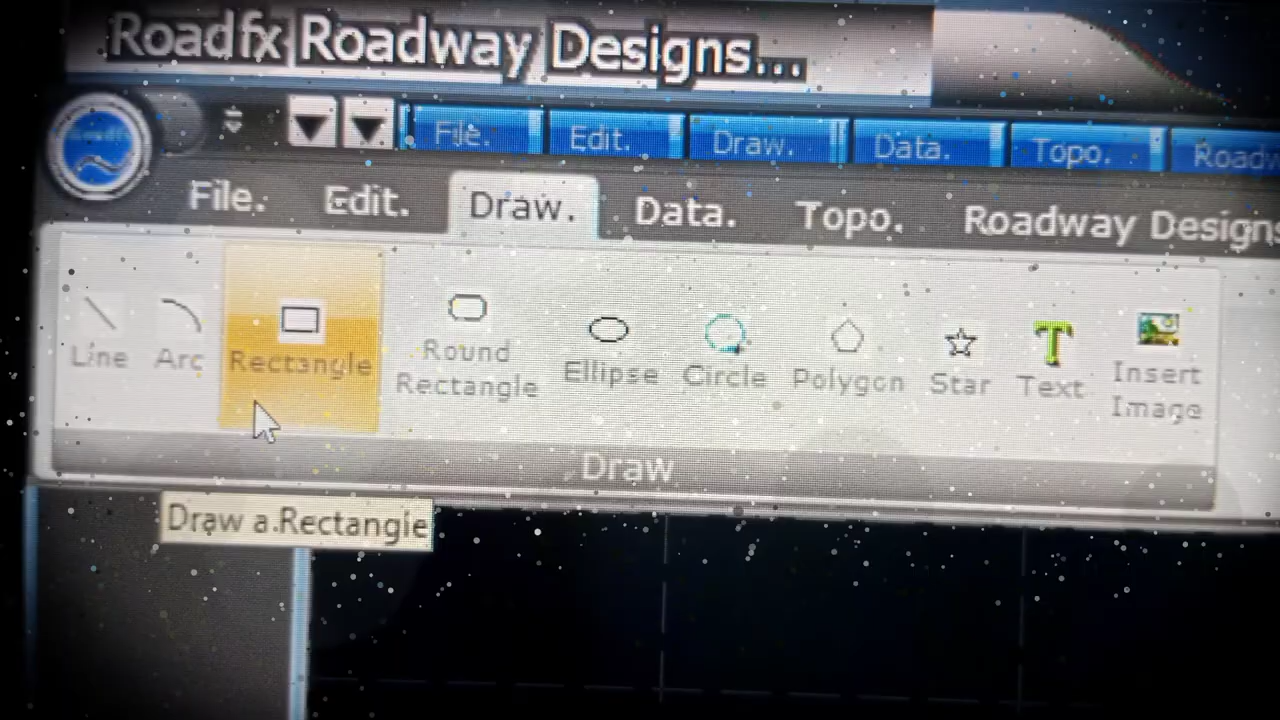 Roadfx Roadway Designs...
File. Edit. Draw. Data. Topo.
File. Edit. Draw. Data. Topo. Roadway Designs
Line Arc Rectangle Round Rectangle Ellipse Circle Polygon Star Text Insert Image
Draw
Draw a Rectangle